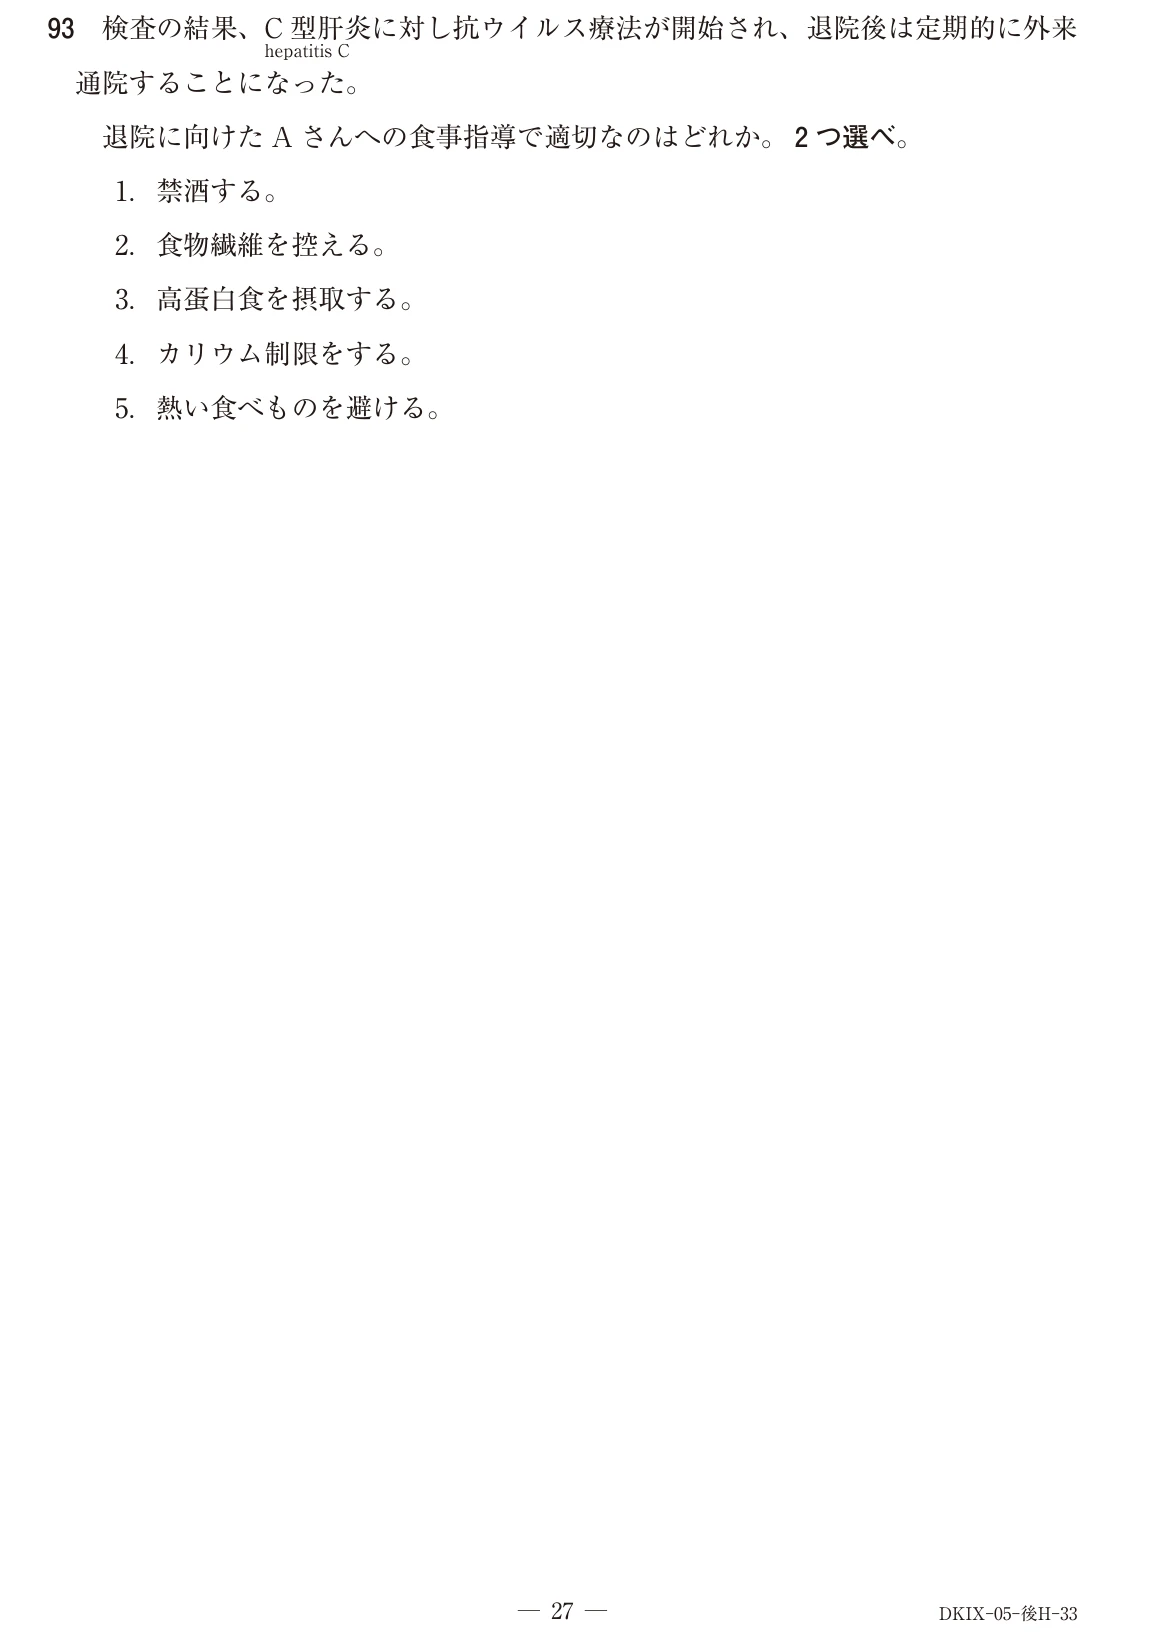 93 検査の結果、C 型肝炎に対し抗ウイルス療法が開始され、退院後は定期的に外来
hepatitis C
通院することになった。
退院に向けた A さんへの食事指導で適切なのはどれか。2 つ選べ。
1. 禁酒する。
2. 食物繊維を控える。
3. 高蛋白食を摂取する。
4. カリウム制限をする。
5. 熱い食べものを避ける。
— 27 —
DKIX-05-後H-33